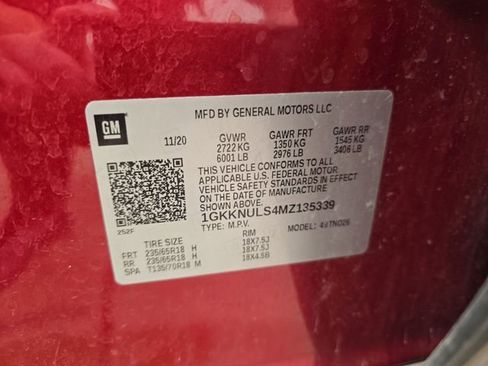 MFD BY GENERAL MOTORS LLC
GM
11/20
GVWR GAWR FRT GAWR RR
2722 KG 1350 KG 1545 KG
6001 LB 2976 LB 3406 LB
THIS VEHICLE CONFORMS TO ALL
APPLICABLE U.S. FEDERAL MOTOR
VEHICLE SAFETY STANDARDS IN EFFECT
ON THE DATE OF MANUFACTURE
SHOWN ABOVE.
1GKKNULS4MZ135339
TYPE: M.P.V. MODEL:
252F
TIRE SIZE RIM
FRT 235/65R18 H 18X7.5J
RR 235/65R18 H 18X7.5J
SPA T135/70R18 M 18X4.5B